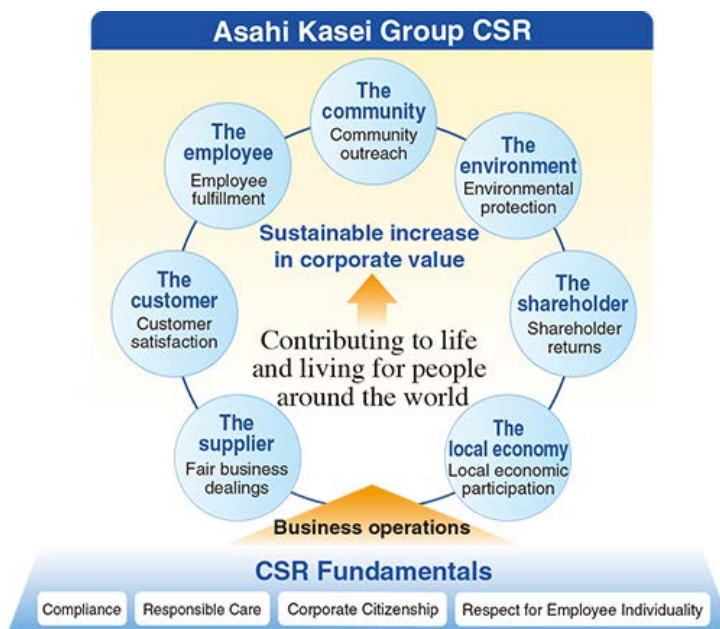 Asahi Kasei Group CSR
The
community
Community
outreach
The
employee
Employee
fulfillment
The
environment
Environmental
protection
Sustainable increase
in corporate value
The
customer
Customer
satisfaction
The
shareholder
Shareholder
returns
Contributing to life
and living for people
around the world
The
supplier
Fair business
dealings
The
local economy
Local economic
participation
Business operations
CSR Fundamentals
Compliance
Responsible Care
Corporate Citizenship
Respect for Employee Individuality